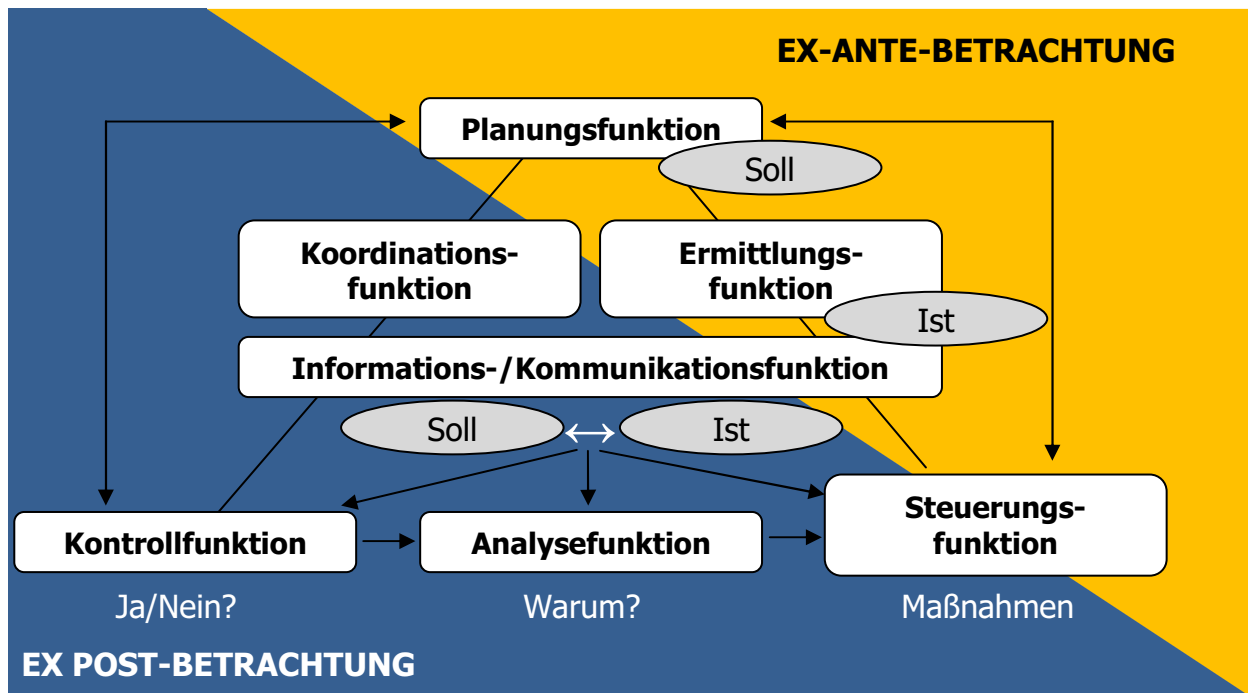 EX-ANTE-BETRACHTUNG
Planungsfunktion
Soll
Koordinations-
funktion
Ermittlungs-
funktion
Ist
Informations-/Kommunikationsfunktion
Soll
Ist
Kontrollfunktion
Analysefunktion
Steuerungs-
funktion
Ja/Nein?
Warum?
Maßnahmen
EX POST-BETRACHTUNG